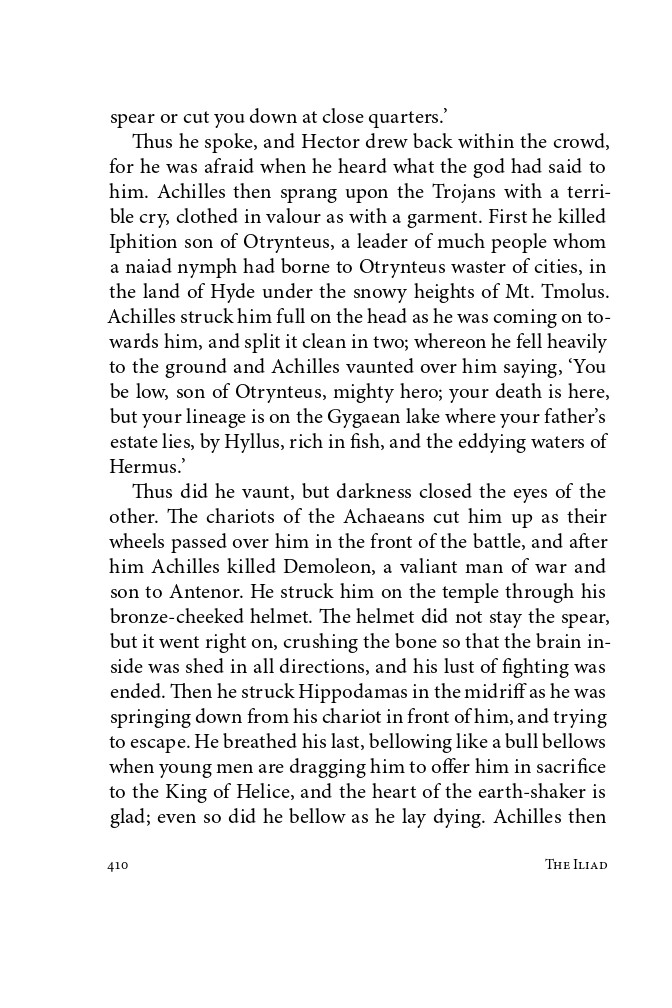 spear or cut you down at close quarters.’
Thus he spoke, and Hector drew back within the crowd,
for he was afraid when he heard what the god had said to
him. Achilles then sprang upon the Trojans with a terri-
ble cry, clothed in valour as with a garment. First he killed
Iphition son of Otrynteus, a leader of much people whom
a naiad nymph had borne to Otrynteus waster of cities, in
the land of Hyde under the snowy heights of Mt. Tmolus.
Achilles struck him full on the head as he was coming on to-
wards him, and split it clean in two; whereon he fell heavily
to the ground and Achilles vaunted over him saying, ‘You
be low, son of Otrynteus, mighty hero; your death is here,
but your lineage is on the Gygaean lake where your father’s
estate lies, by Hyllus, rich in fish, and the eddying waters of
Hermus.’
Thus did he vaunt, but darkness closed the eyes of the
other. The chariots of the Achaeans cut him up as their
wheels passed over him in the front of the battle, and after
him Achilles killed Demoleon, a valiant man of war and
son to Antenor. He struck him on the temple through his
bronze-cheeked helmet. The helmet did not stay the spear,
but it went right on, crushing the bone so that the brain in-
side was shed in all directions, and his lust of fighting was
ended. Then he struck Hippodamas in the midriff as he was
springing down from his chariot in front of him, and trying
to escape. He breathed his last, bellowing like a bull bellows
when young men are dragging him to offer him in sacrifice
to the King of Helice, and the heart of the earth-shaker is
glad; even so did he bellow as he lay dying. Achilles then
410 The Iliad